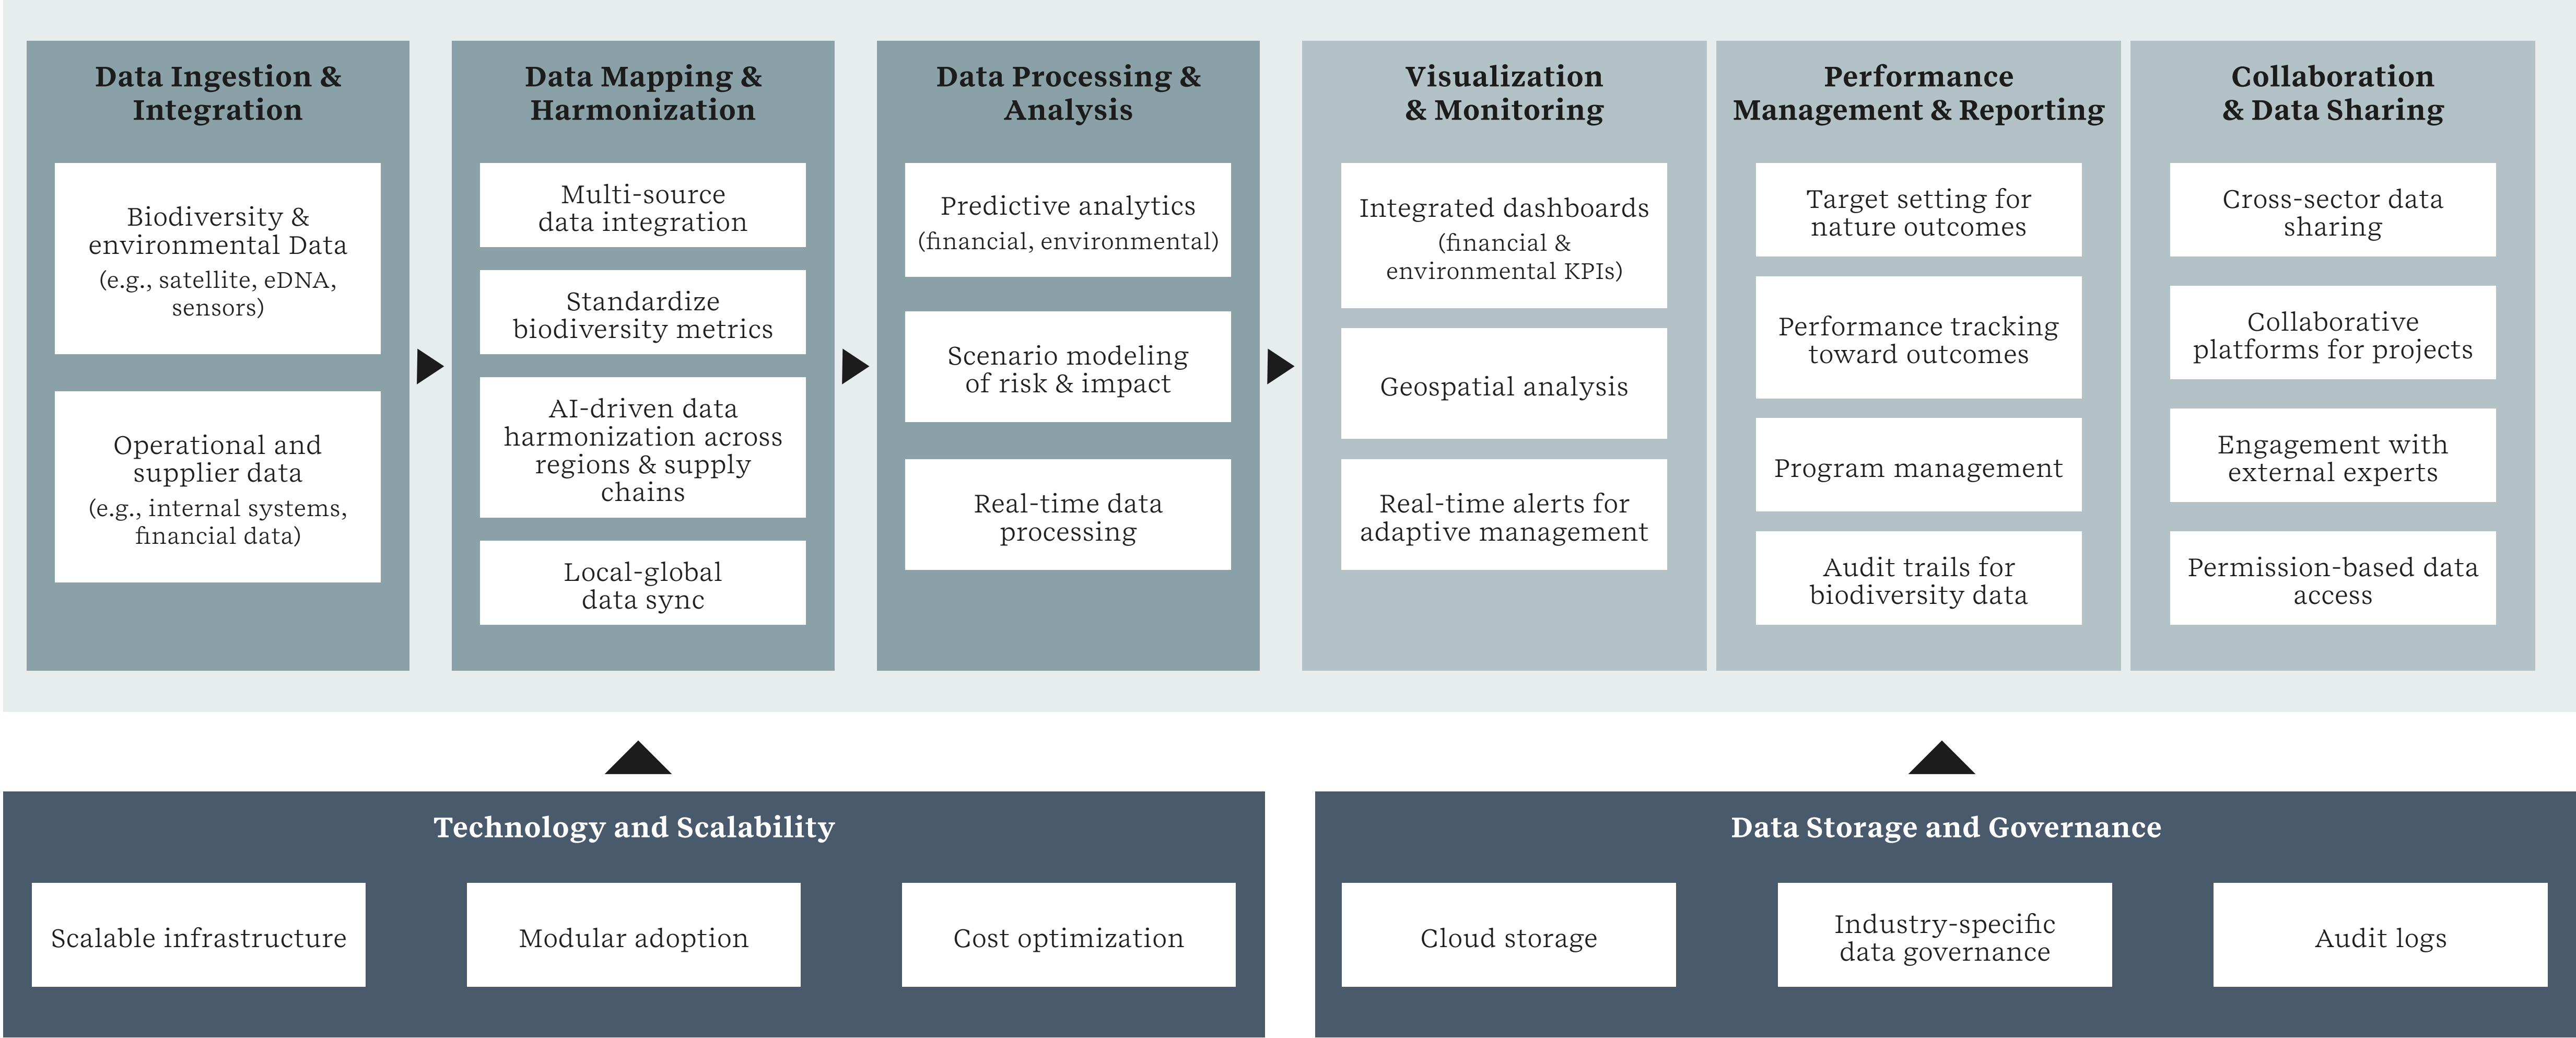 Data Ingestion &
Integration
Biodiversity &
environmental Data
(e.g., satellite, eDNA,
sensors)
Operational and
supplier data
(e.g., internal systems,
financial data)
Data Mapping &
Harmonization
Multi-source
data integration
Standardize
biodiversity metrics
AI-driven data
harmonization across
regions & supply
chains
Local-global
data sync
Data Processing &
Analysis
Predictive analytics
(financial, environmental)
Scenario modeling
of risk & impact
Real-time data
processing
Visualization
& Monitoring
Integrated dashboards
(financial &
environmental KPIs)
Geospatial analysis
Real-time alerts for
adaptive management
Performance
Management & Reporting
Target setting for
nature outcomes
Performance tracking
toward outcomes
Program management
Audit trails for
biodiversity data
Collaboration
& Data Sharing
Cross-sector data
sharing
Collaborative
platforms for projects
Engagement with
external experts
Permission-based data
access
Technology and Scalability
Scalable infrastructure
Modular adoption
Cost optimization
Data Storage and Governance
Cloud storage
Industry-specific
data governance
Audit logs